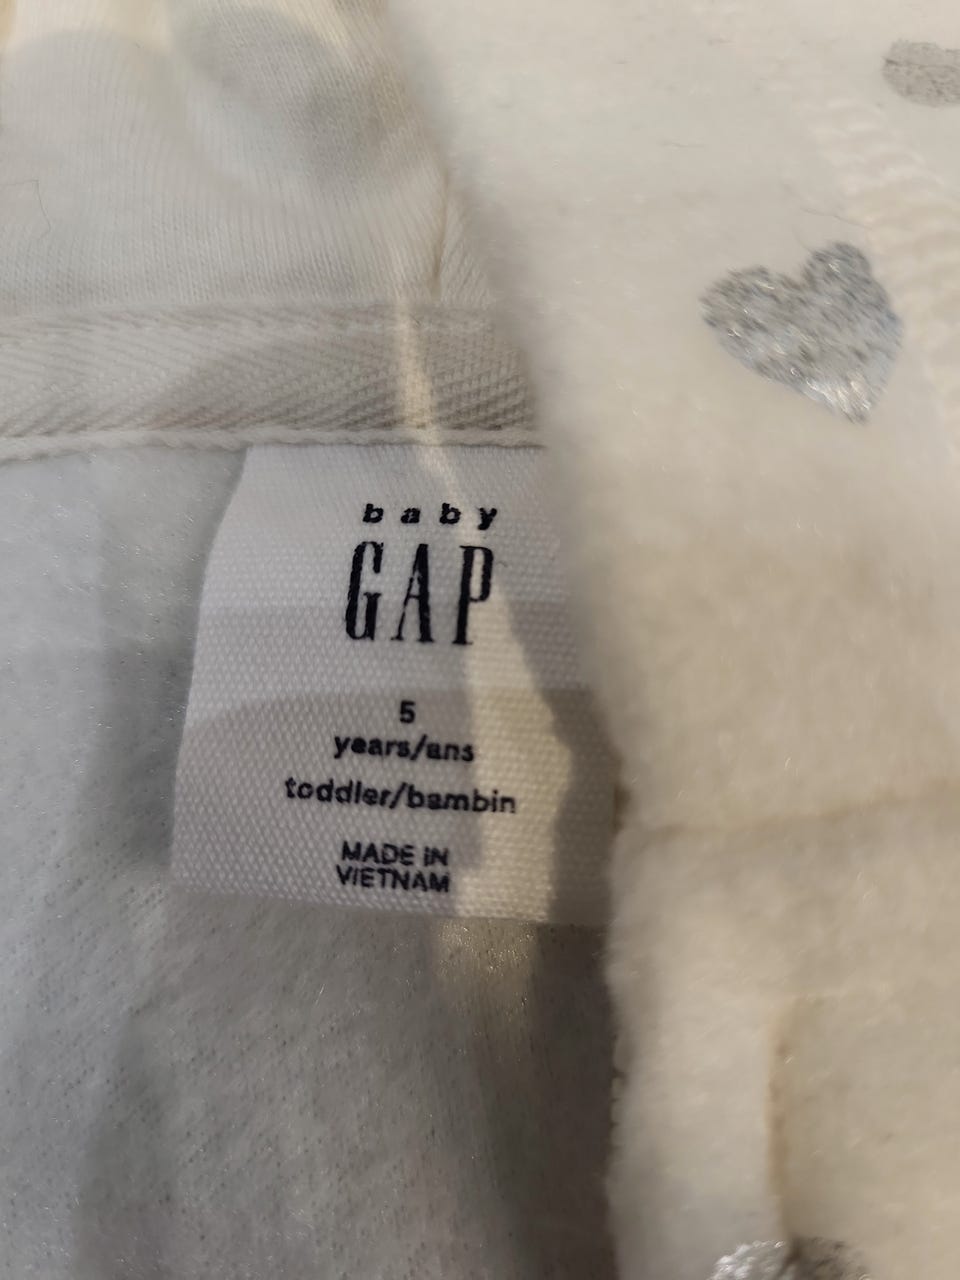 baby
GAP
5
years/ans
toddler/bambin
MADE IN
VIETNAM